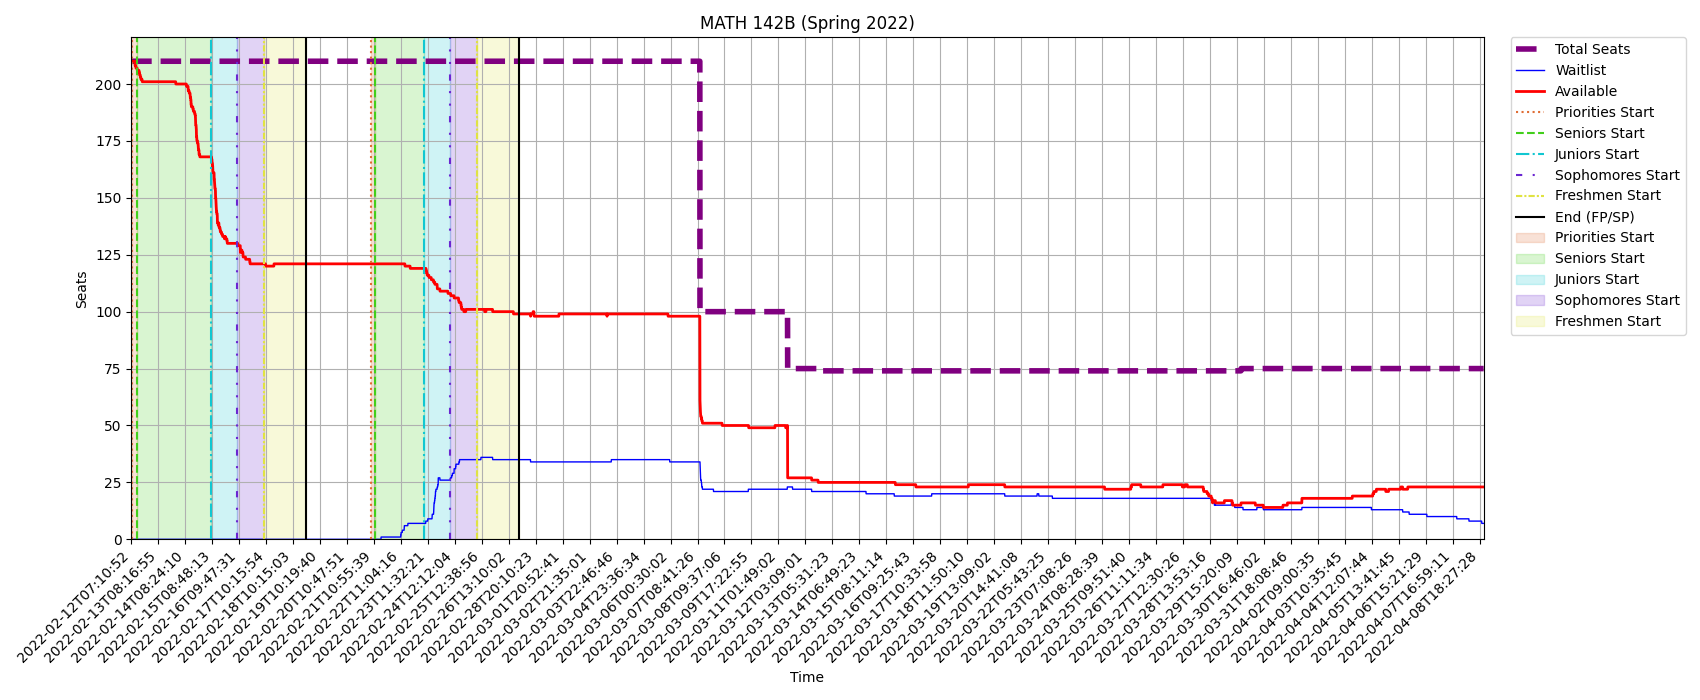 MATH 142B (Spring 2022)
Seats
200
175
150
125
100
75
50
25
0
2022-02-12T07:10:52
2022-02-13T08:16:55
2022-02-14T08:24:10
2022-02-15T08:48:13
2022-02-16T09:47:31
2022-02-17T10:15:54
2022-02-18T10:15:03
2022-02-19T10:19:40
2022-02-20T10:47:51
2022-02-21T10:55:39
2022-02-22T11:04:16
2022-02-23T11:32:21
2022-02-24T12:12:04
2022-02-25T12:38:56
2022-02-26T13:10:02
2022-02-28T20:10:23
2022-03-01T20:52:41
2022-03-02T21:35:01
2022-03-03T22:46:46
2022-03-04T23:36:34
2022-03-06T00:30:02
2022-03-07T08:41:26
2022-03-08T09:37:06
2022-03-09T17:22:55
2022-03-11T01:49:02
2022-03-12T03:09:01
2022-03-13T05:31:23
2022-03-14T06:49:23
2022-03-15T08:11:14
2022-03-16T09:25:43
2022-03-17T10:33:58
2022-03-18T11:50:10
2022-03-19T13:09:02
2022-03-20T14:41:08
2022-03-22T05:43:25
2022-03-23T07:08:26
2022-03-24T08:28:39
2022-03-25T09:51:40
2022-03-26T11:11:34
2022-03-27T12:30:26
2022-03-28T13:53:16
2022-03-29T15:20:09
2022-03-30T16:46:02
2022-03-31T18:08:46
2022-04-02T09:00:35
2022-04-03T10:35:45
2022-04-04T12:07:44
2022-04-05T13:41:45
2022-04-06T15:21:29
2022-04-07T16:59:11
2022-04-08T18:27:28
Time
Total Seats
Waitlist
Available
Priorities Start
Seniors Start
Juniors Start
Sophomores Start
Freshmen Start
End (FP/SP)
Priorities Start
Seniors Start
Juniors Start
Sophomores Start
Freshmen Start